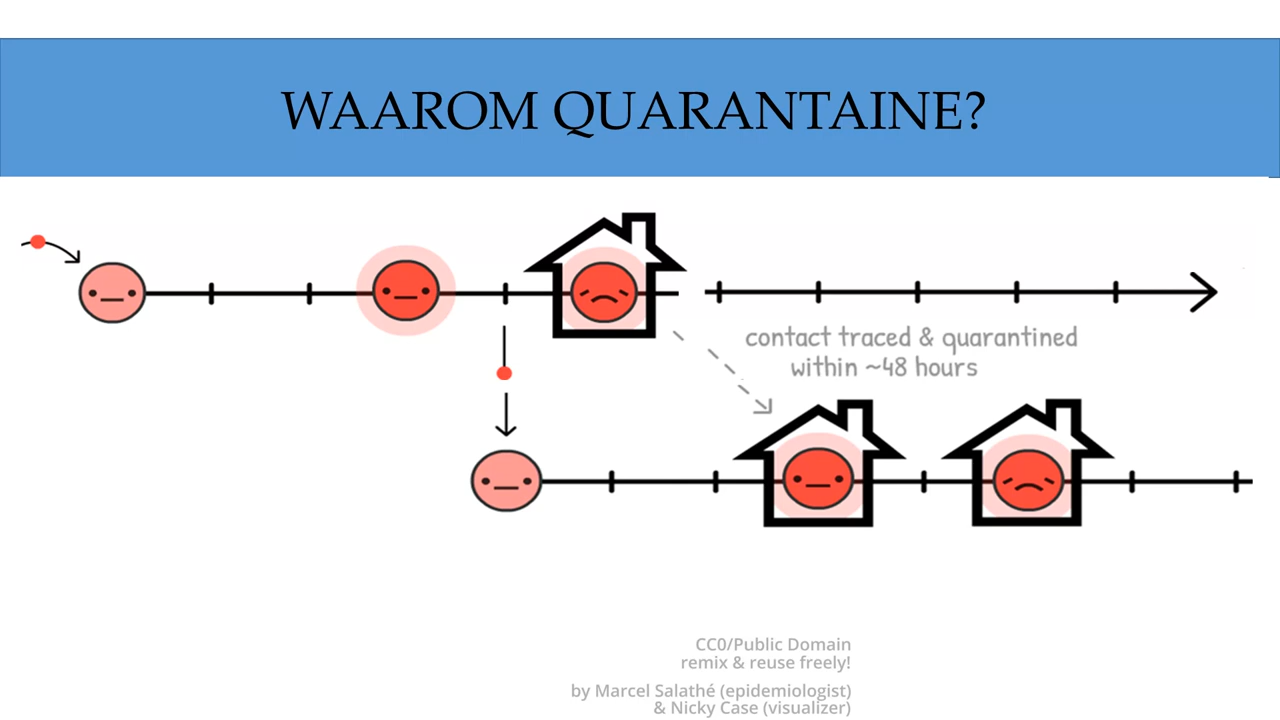 WAAROM QUARANTAINE?
contact traced & quarantined
within ~48 hours
CC0/Public Domain
remix & reuse freely!
by Marcel Salathé (epidemiologist)
& Nicky Case (visualizer)